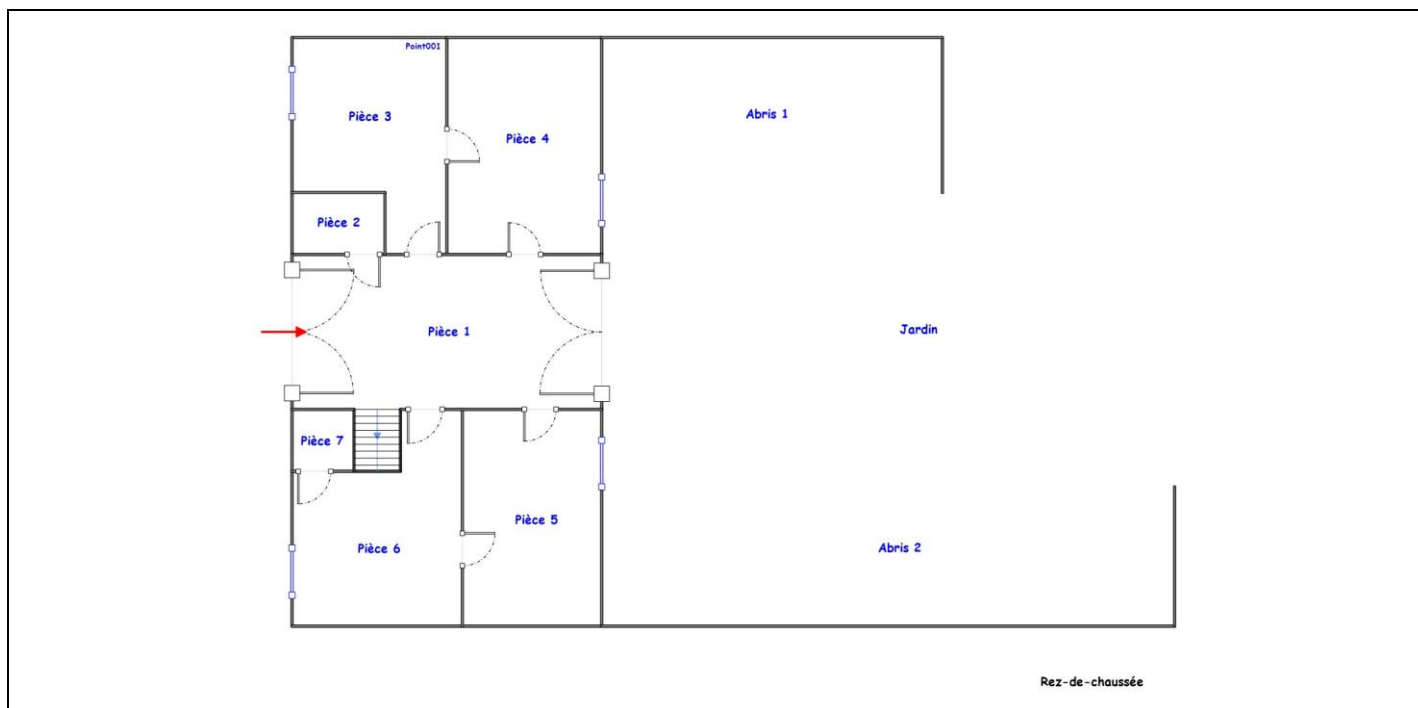 Point001
Pièce 3
Abris 1
Pièce 4
Pièce 2
Pièce 1
Jardin
Pièce 7
Pièce 5
Pièce 6
Abris 2
Rez-de-chaussée